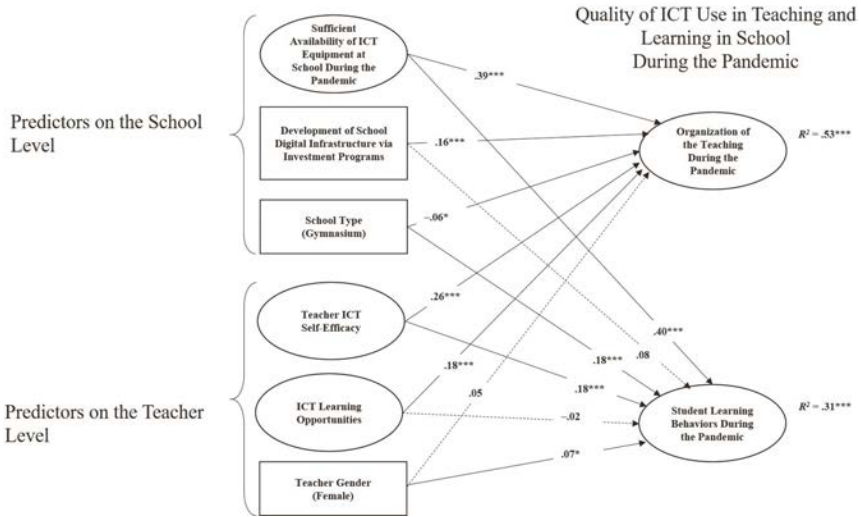 Quality of ICT Use in Teaching and
Learning in School
During the Pandemic
Predictors on the School
Level
Sufficient
Availability of ICT
Equipment at
School During the
Pandemic
Development of School
Digital Infrastructure via
Investment Programs
School Type
(Gymnasium)
Predictors on the Teacher
Level
Teacher ICT
Self-Efficacy
ICT Learning
Opportunities
Teacher Gender
(Female)
.39***
.16***
−.06*
.26***
.18***
.05
.40***
.08
.18***
.18***
−.02
.07*
Organization of
the Teaching
During the
Pandemic
R² = .53***
Student Learning
Behaviors During
the Pandemic
R² = .31***